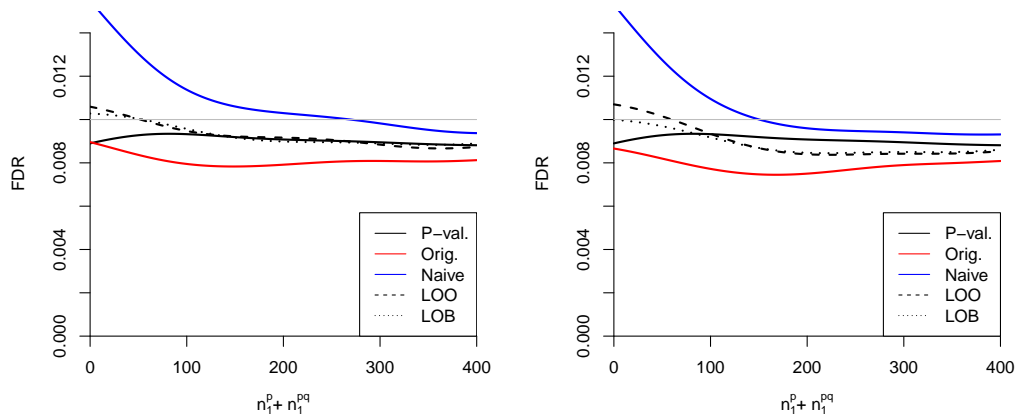 0.012
0.008
0.004
0.000
FDR
0 100 200 300 400
n₁ᵖ + n₁ᵖq
P−val.
Orig.
Naive
LOO
LOB
0.012
0.008
0.004
0.000
FDR
0 100 200 300 400
n₁ᵖ + n₁ᵖq
P−val.
Orig.
Naive
LOO
LOB